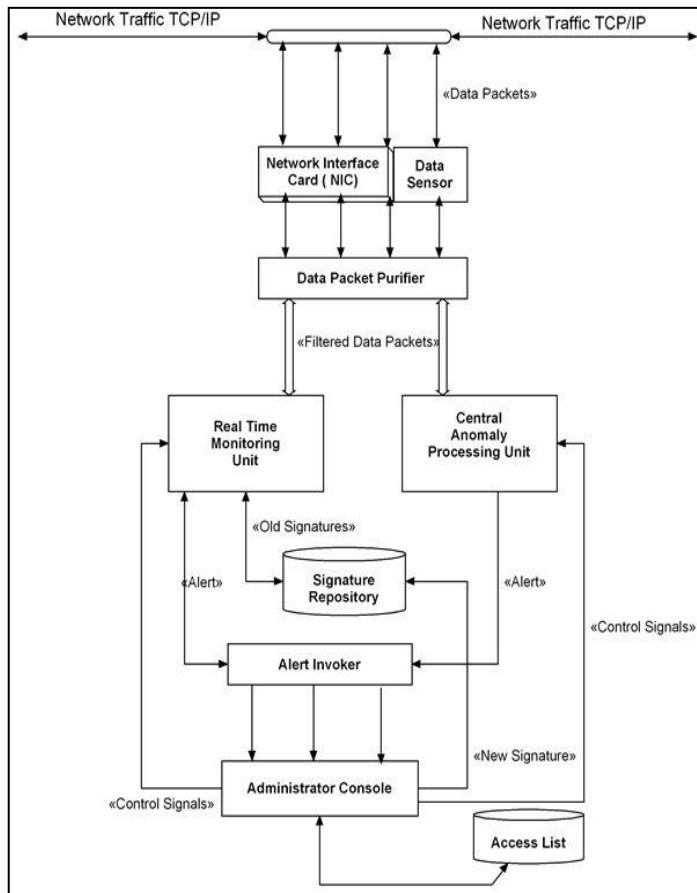 Network Traffic TCP/IP
Network Traffic TCP/IP
«Data Packets»
Network Interface
Card ( NIC)
Data
Sensor
Data Packet Purifier
«Filtered Data Packets»
Real Time
Monitoring
Unit
Central
Anomaly
Processing Unit
«Old Signatures»
«Alert»
Signature
Repository
«Alert»
«Control Signals»
Alert Invoker
«New Signature»
Administrator Console
«Control Signals»
Access List